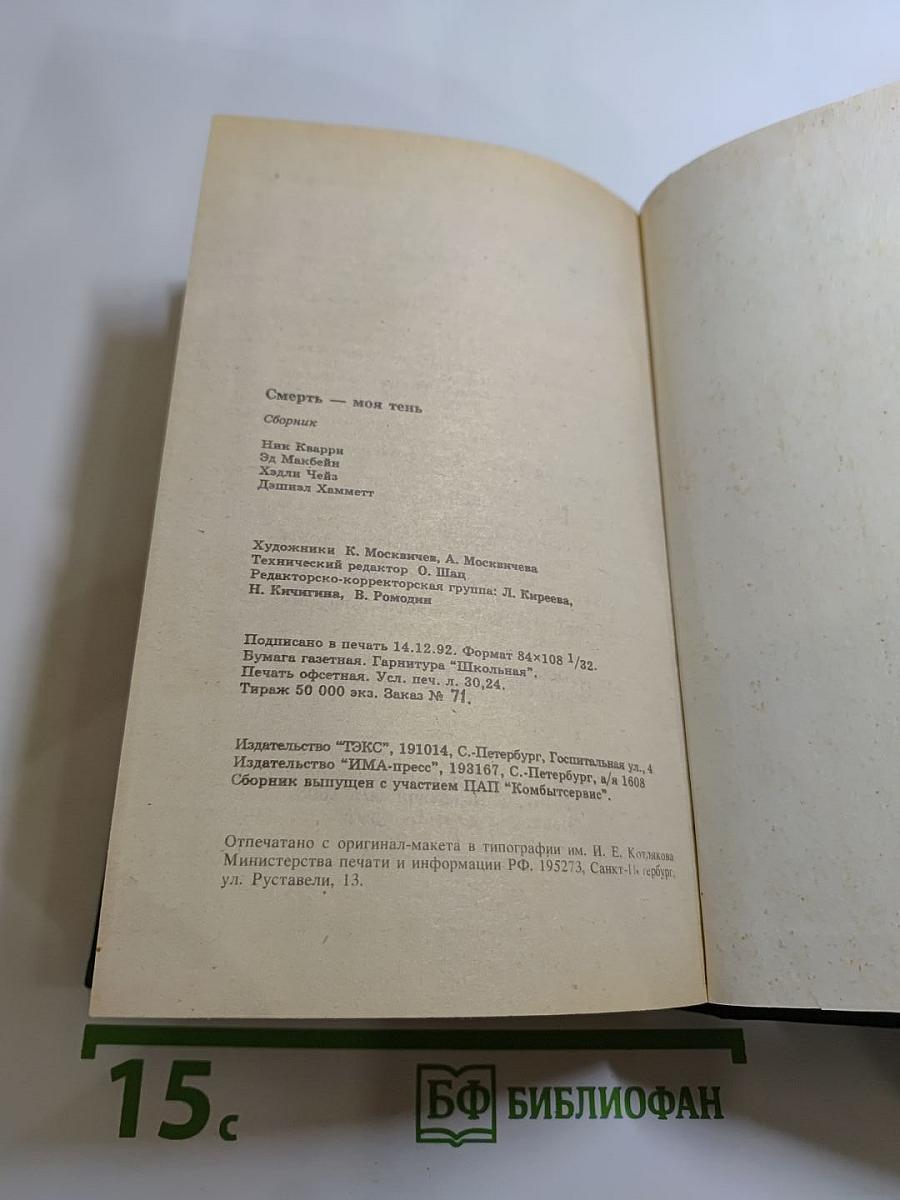 Смерть — моя тень
Сборник
Ник Кварри
Эд Макбейн
Хэдли Чейз
Дэшиэл Хамметт
Художники К. Москвичев, А. Москвичева
Технический редактор О. Шац
Редакторско-корректорская группа: Л. Киреева,
Н. Кичигина, В. Ромодин
Подписано в печать 14.12.92. Формат 84×108 1/32.
Бумага газетная. Гарнитура "Школьная".
Печать офсетная. Усл. печ. л. 30,24.
Тираж 50 000 экз. Заказ № 71.
Издательство "ТЭКС", 191014, С.-Петербург, Госпитальная ул., 4
Издательство "ИМА-пресс", 193167, С.-Петербург, а/я 1608
Сборник выпущен с участием ЦАП "Комбытсервис".
Отпечатано с оригинал-макета в типографии им. И. Е. Котлякова
Министерства печати и информации РФ. 195273, Санкт-Петербург,
ул. Руставели, 13.
15 с
БФ БИБЛИОФАН